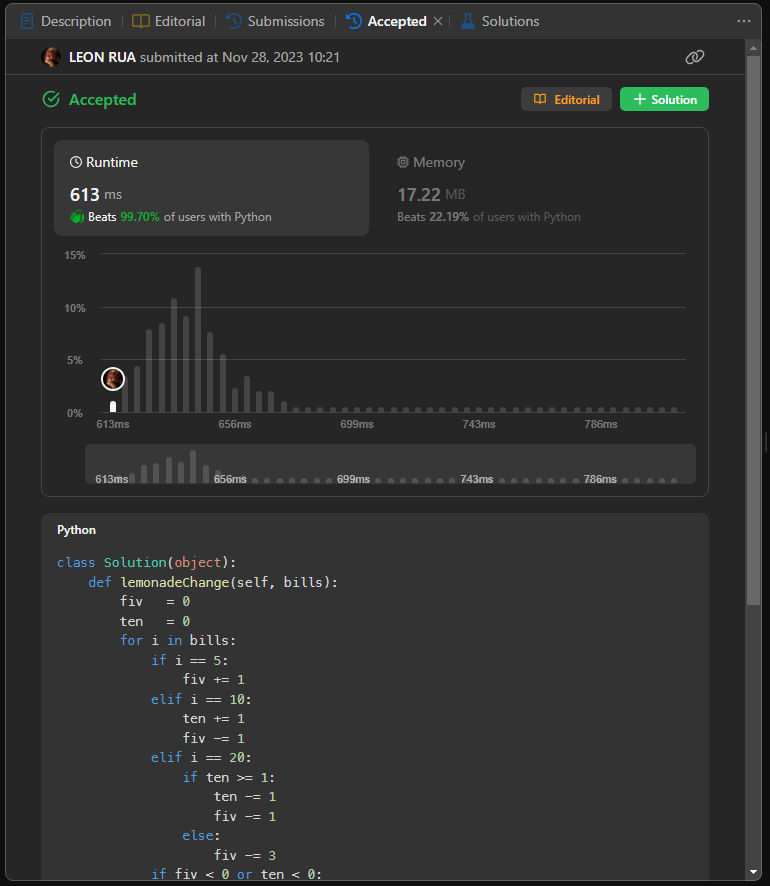 Description Editorial Submissions Accepted Solutions
LEON RUA submitted at Nov 28, 2023 10:21
Accepted Editorial Solution
Runtime Memory
613 ms 17.22 MB
Beats 99.70% of users with Python Beats 22.19% of users with Python
15%
10%
5%
0%
613ms 656ms 699ms 743ms 786ms
613ms 656ms 699ms 743ms 786ms
Python
class Solution(object):
    def lemonadeChange(self, bills):
        fiv   = 0
        ten   = 0
        for i in bills:
            if i == 5:
                fiv += 1
            elif i == 10:
                ten += 1
                fiv -= 1
            elif i == 20:
                if ten >= 1:
                    ten -= 1
                    fiv -= 1
                else:
                    fiv -= 3
            if fiv < 0 or ten < 0: